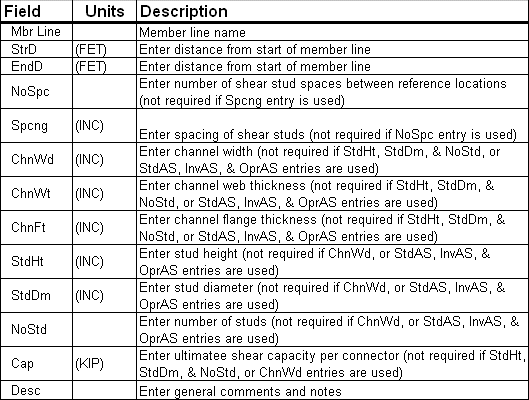 Field Units Description
Mbr Line Member line name
StrD (FET) Enter distance from start of member line
EndD (FET) Enter distance from start of member line
NoSpc Enter number of shear stud spaces between reference locations
(not required if Spcng entry is used)
Spcng (INC) Enter spacing of shear studs (not required if NoSpc entry is used)
ChnWd (INC) Enter channel width (not required if StdHt, StdDm, & NoStd, or
StdAS, InvAS, & OprAS entries are used)
ChnWt (INC) Enter channel web thickness (not required if StdHt, StdDm, &
NoStd, or StdAS, InvAS, & OprAS entries are used)
ChnFt (INC) Enter channel flange thickness (not required if StdHt, StdDm, &
NoStd, or StdAS, InvAS, & OprAS entries are used)
StdHt (INC) Enter stud height (not required if ChnWd, or StdAS, InvAS, &
OprAS entries are used)
StdDm (INC) Enter stud diameter (not required if ChnWd, or StdAS, InvAS, &
OprAS entries are used)
NoStd Enter number of studs (not required if ChnWd, or StdAS, InvAS, &
OprAS entries are used)
Cap (KIP) Enter ultimatee shear capacity per connector (not required if StdHt,
StdDm, & NoStd, or ChnWd entries are used)
Desc Enter general comments and notes